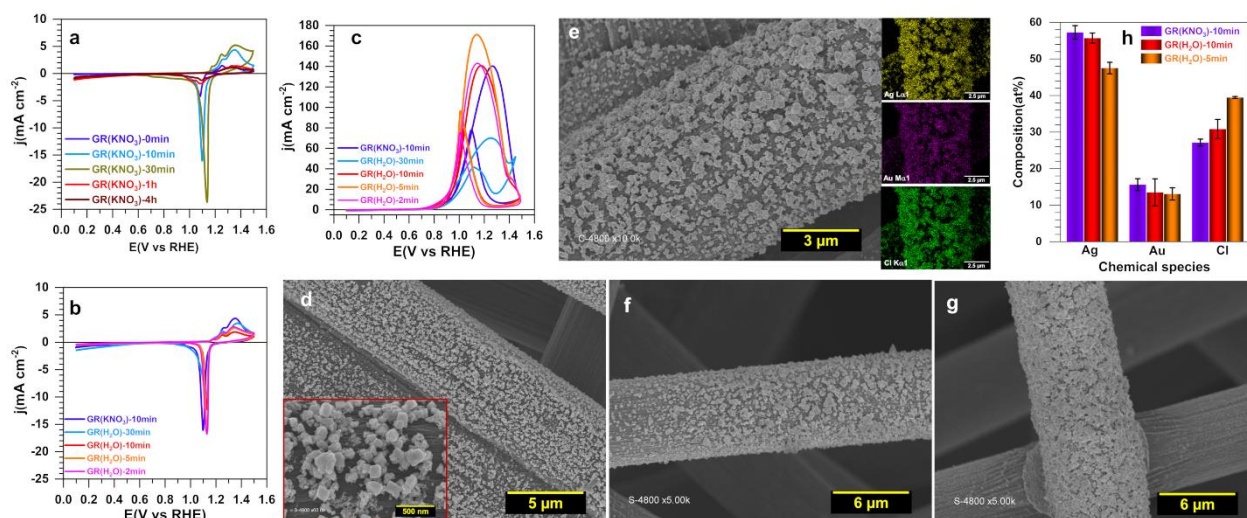 a
j(mA cm⁻²)
10
5
0
-5
-10
-15
-20
-25
GR(KNO₃)-0min
GR(KNO₃)-10min
GR(KNO₃)-30min
GR(KNO₃)-1h
GR(KNO₃)-4h
0.0 0.2 0.4 0.6 0.8 1.0 1.2 1.4 1.6
E(V vs RHE)
c
j(mA cm⁻²)
180
160
140
120
100
80
60
40
20
0
GR(KNO₃)-10min
GR(H₂O)-30min
GR(H₂O)-10min
GR(H₂O)-5min
GR(H₂O)-2min
0.0 0.2 0.4 0.6 0.8 1.0 1.2 1.4 1.6
E(V vs RHE)
e
3 µm
Ag Lα1
2.5 µm
Au Mα1
2.5 µm
Cl Kα1
2.5 µm
h
GR(KNO₃)-10min
GR(H₂O)-10min
GR(H₂O)-5min
Composition(at%)
60
50
40
30
20
10
0
Ag Au Cl
Chemical species
b
j(mA cm⁻²)
10
5
0
-5
-10
-15
-20
-25
GR(KNO₃)-10min
GR(H₂O)-30min
GR(H₂O)-10min
GR(H₂O)-5min
GR(H₂O)-2min
0.0 0.2 0.4 0.6 0.8 1.0 1.2 1.4 1.6
E(V vs RHE)
d
500 nm
5 µm
f
S-4800 x5.00k
6 µm
g
S-4800 x5.00k
6 µm